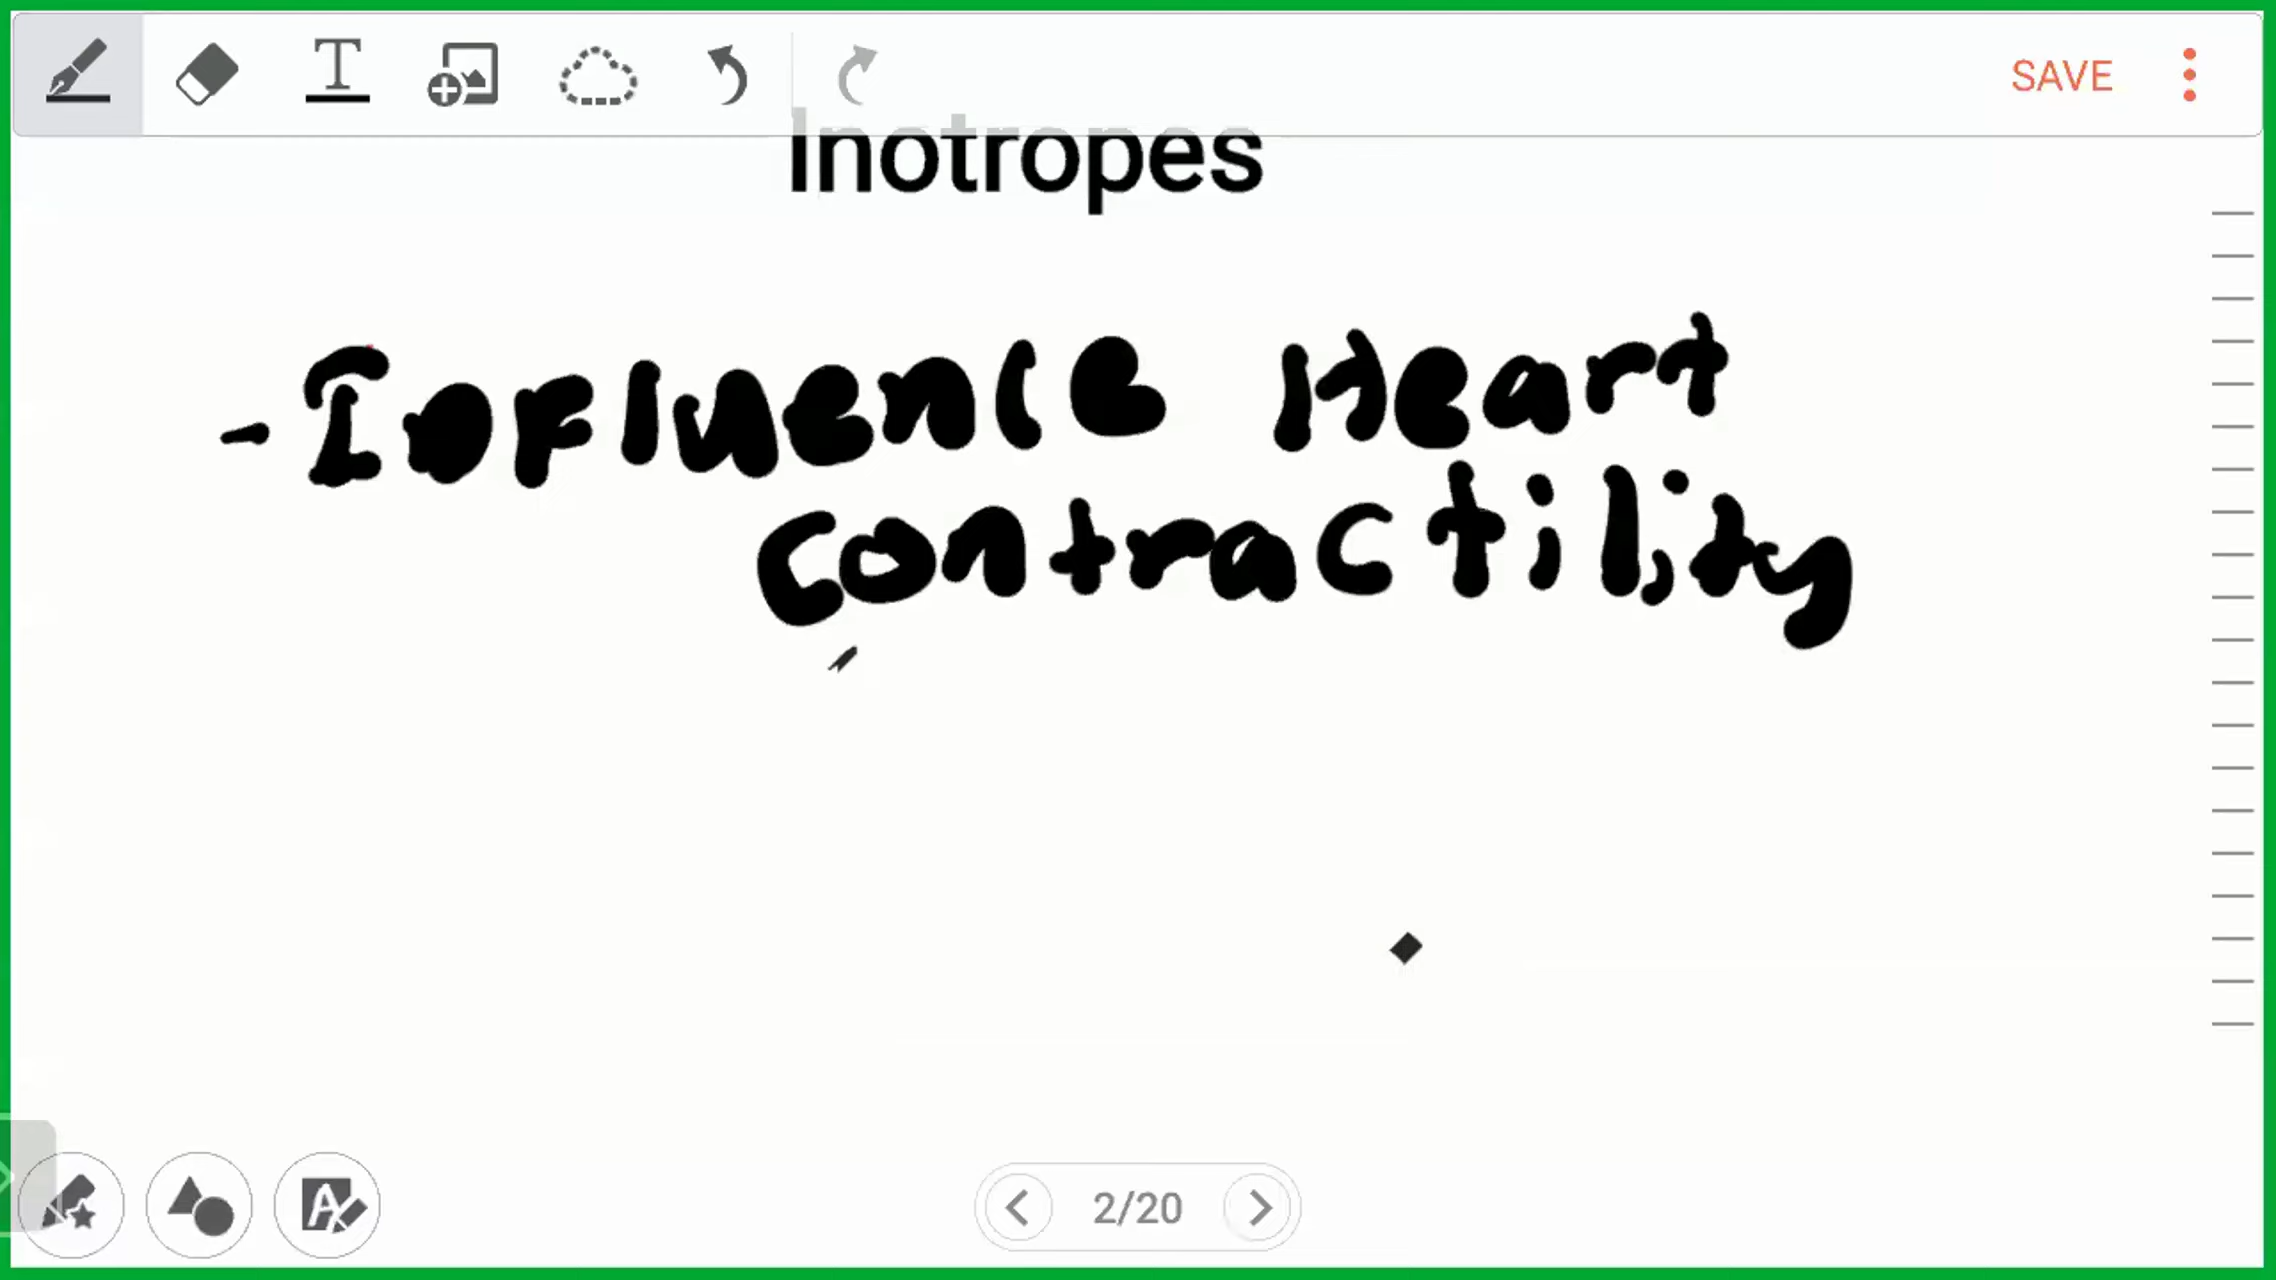 SAVE
Inotropes
- Influence Heart
contractility
2/20